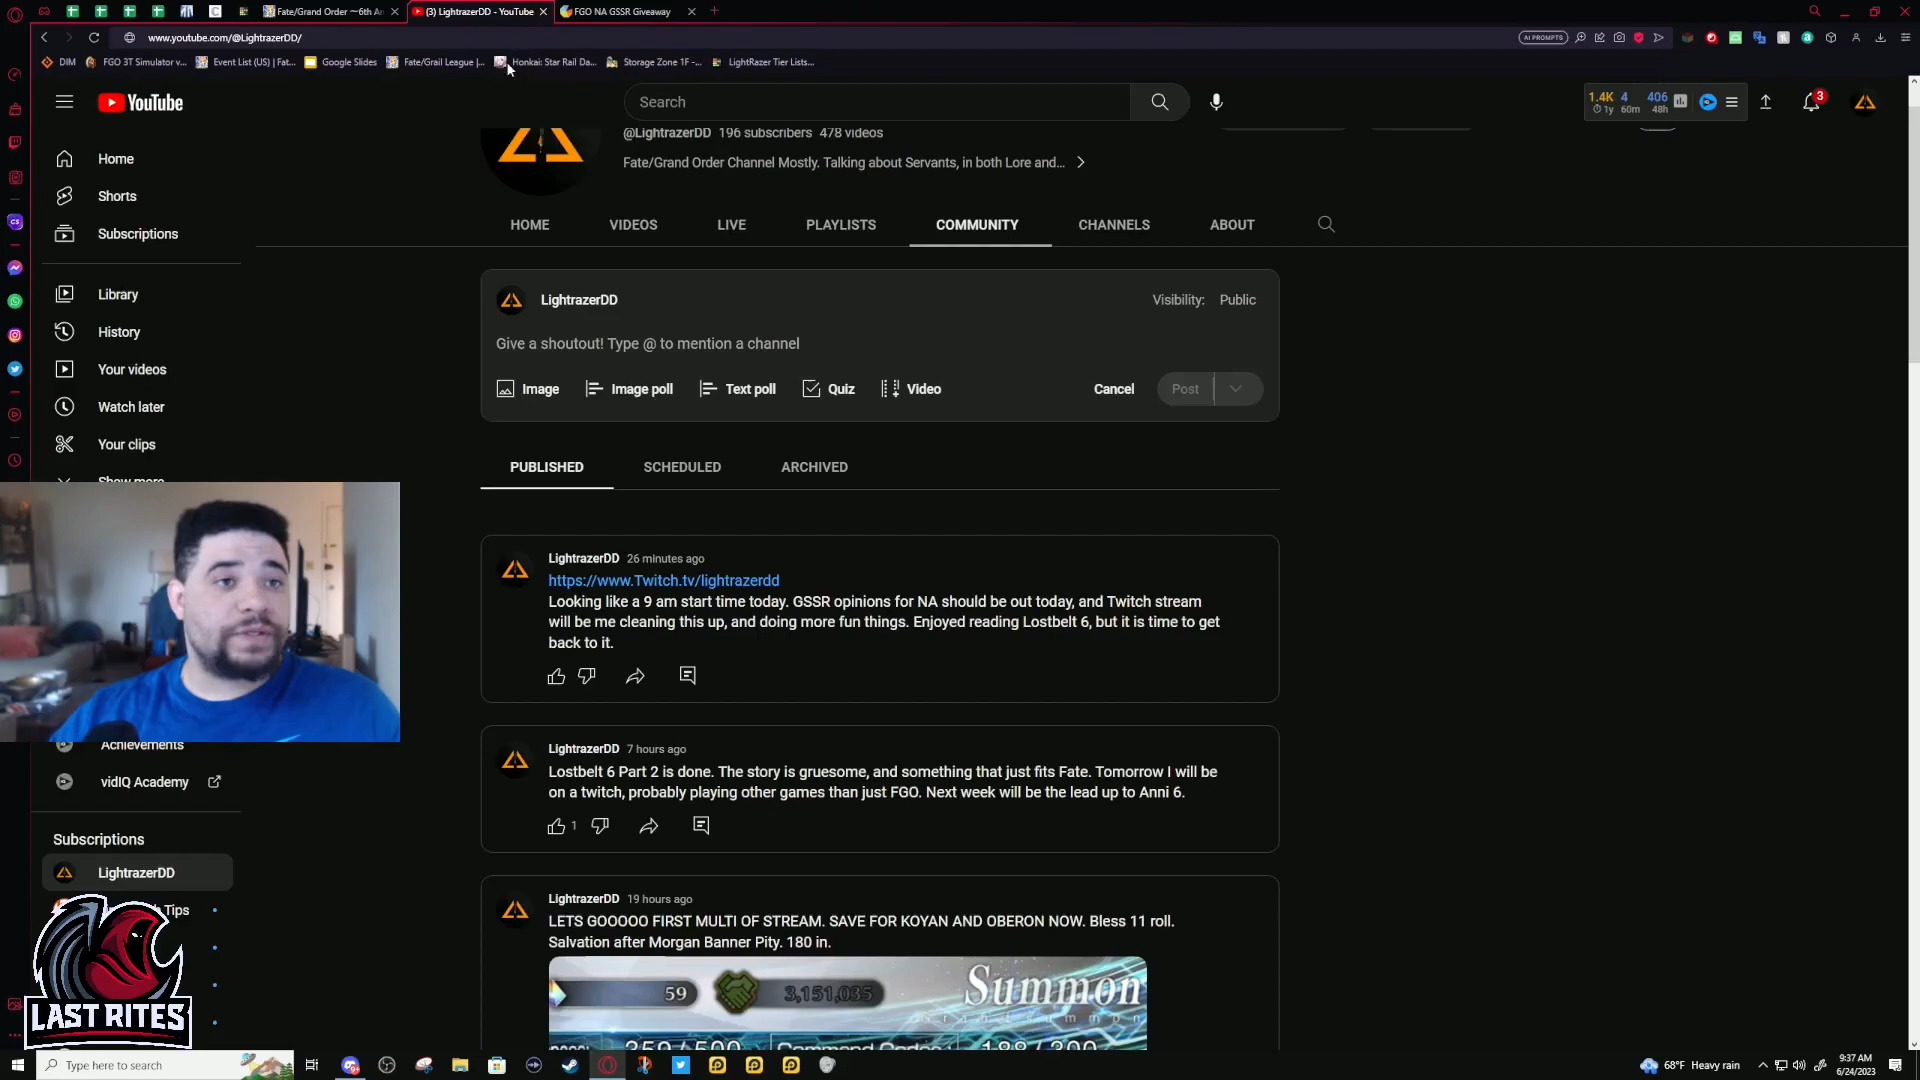 Fate/Grand Order ~6th An
(3) LightrazerDD - YouTube
FGO NA GSSR Giveaway
www.youtube.com/@LightrazerDD/
AI PROMPTS
DIM
FGO 3T Simulator v...
Event List (US) | Fat...
Google Slides
Fate/Grail League |...
Honkai: Star Rail Da...
Storage Zone 1F -...
LightRazer Tier Lists...
YouTube
Search
1.4K 4 406
1y 60m 48h
3
@LightrazerDD 196 subscribers 478 videos
Fate/Grand Order Channel Mostly. Talking about Servants, in both Lore and...
Home
Shorts
Subscriptions
Library
History
Your videos
Watch later
Your clips
Show more
HOME
VIDEOS
LIVE
PLAYLISTS
COMMUNITY
CHANNELS
ABOUT
LightrazerDD
Visibility: Public
Give a shoutout! Type @ to mention a channel
Image
Image poll
Text poll
Quiz
Video
Cancel
Post
PUBLISHED
SCHEDULED
ARCHIVED
LightrazerDD 26 minutes ago
https://www.Twitch.tv/lightrazerdd
Looking like a 9 am start time today. GSSR opinions for NA should be out today, and Twitch stream
will be me cleaning this up, and doing more fun things. Enjoyed reading Lostbelt 6, but it is time to get
back to it.
LightrazerDD 7 hours ago
Lostbelt 6 Part 2 is done. The story is gruesome, and something that just fits Fate. Tomorrow I will be
on a twitch, probably playing other games than just FGO. Next week will be the lead up to Anni 6.
1
LightrazerDD 19 hours ago
LETS GOOOOO FIRST MULTI OF STREAM. SAVE FOR KOYAN AND OBERON NOW. Bless 11 roll.
Salvation after Morgan Banner Pity. 180 in.
59
3,151,035
Summon
Achievements
vidIQ Academy
Subscriptions
LightrazerDD
Tips
LAST RITES
Type here to search
68°F Heavy rain
9:37 AM
6/24/2023